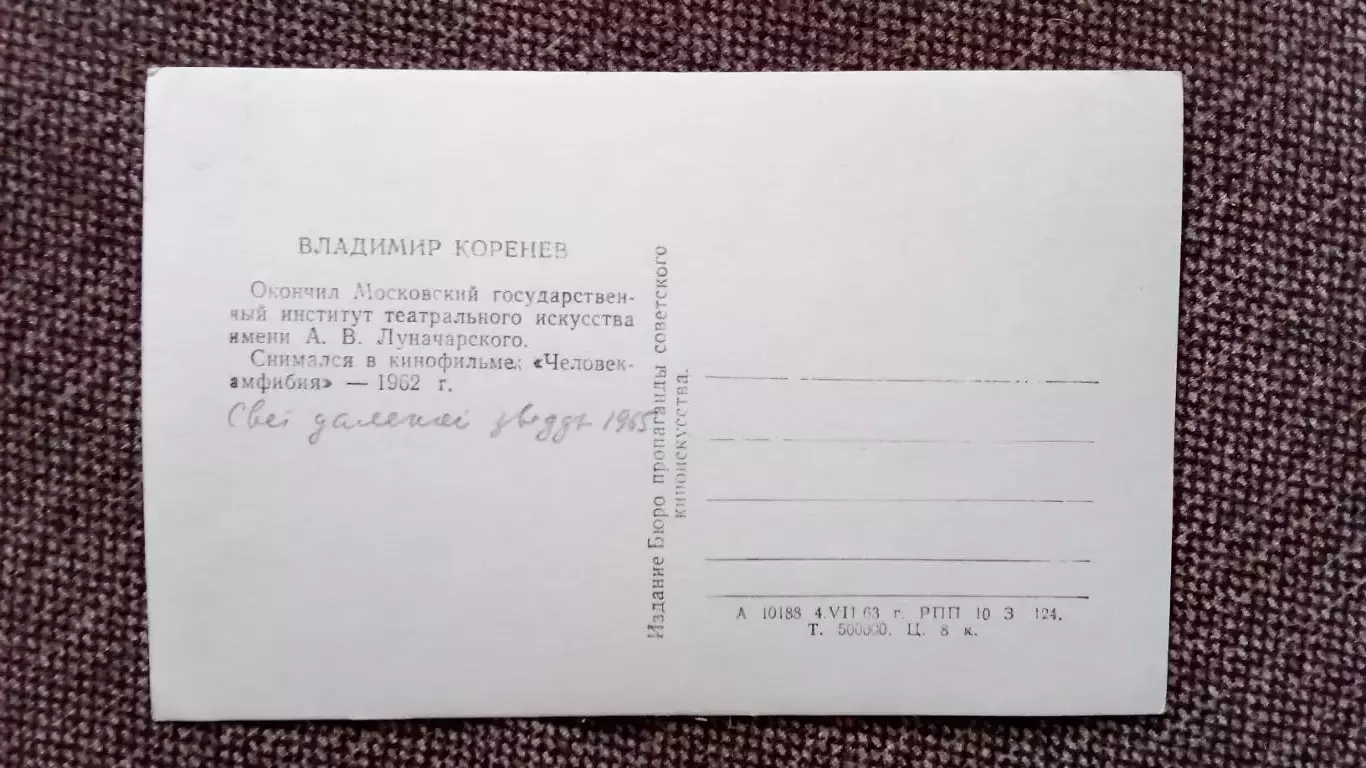 ВЛАДИМИР КОРЕНЕВ
Окончил Московский государствен-
ный институт театрального искусства
имени А. В. Луначарского.
Снимался в кинофильме: «Человек-
амфибия» — 1962 г.
Свет далекой звезды 1965
Издание Бюро пропаганды советского
киноискусства.
А 10188 4.VII 63 г. РПП 10 З 124.
Т. 500000. Ц. 8 к.